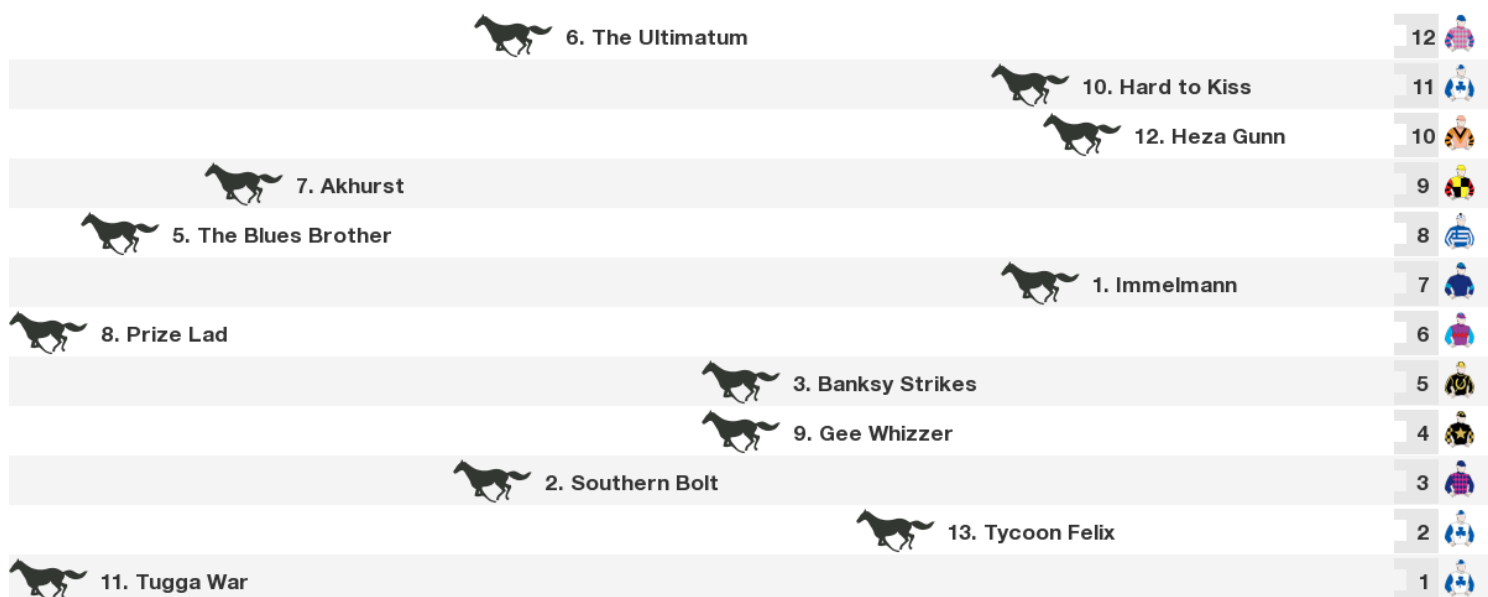 6. The Ultimatum 12
10. Hard to Kiss 11
12. Heza Gunn 10
7. Akhurst 9
5. The Blues Brother 8
1. Immelmann 7
8. Prize Lad 6
3. Banksy Strikes 5
9. Gee Whizzer 4
2. Southern Bolt 3
13. Tycoon Felix 2
11. Tugga War 1